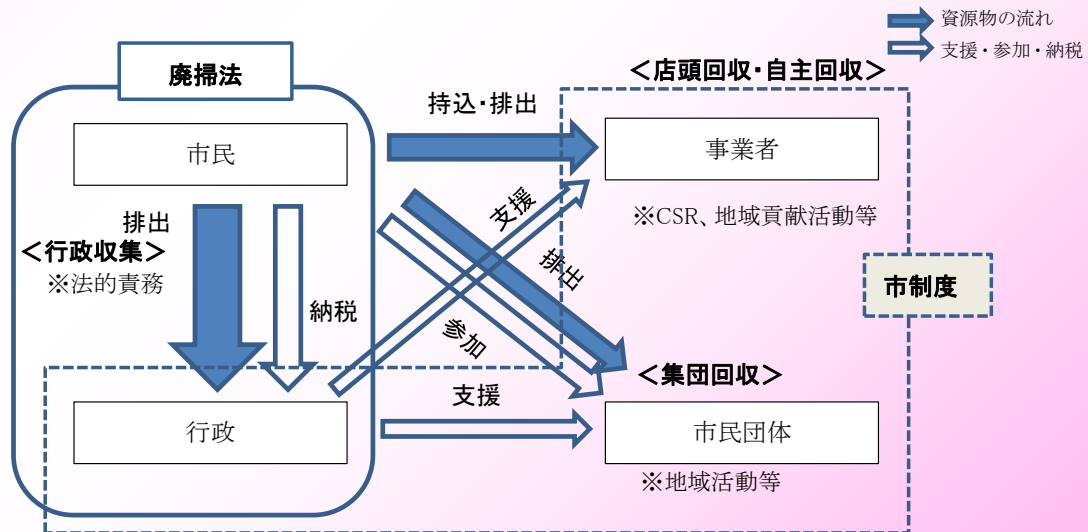 資源物の流れ
支援・参加・納税
廃掃法
＜店頭回収・自主回収＞
持込・排出
市民
事業者
支援
※CSR、地域貢献活動等
排出
＜行政収集＞
※法的責務
排出
市制度
納税
参加
＜集団回収＞
支援
行政
市民団体
※地域活動等